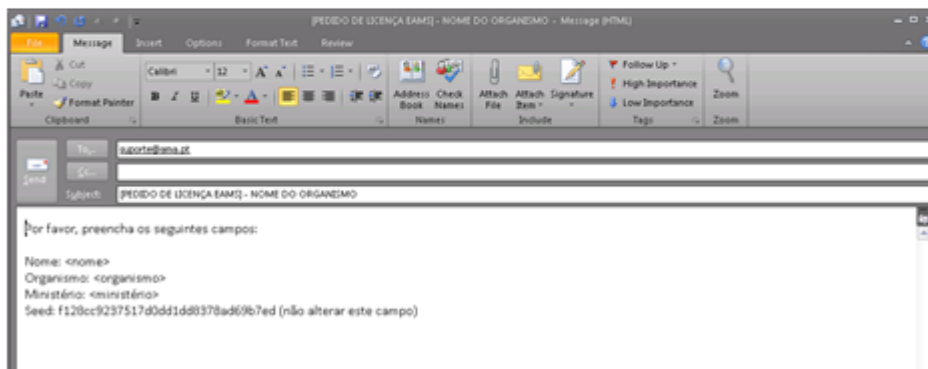 [PEDIDO DE LICENÇA EAMS] - NOME DO ORGANISMO - Message (HTML)
File Message Insert Options Format Text Review
Cut
Copy
Format Painter
Paste
Calibri 12
B I U
Address Book
Check Names
Attach File
Attach Item
Signature
Follow Up
High Importance
Low Importance
Zoom
Clipboard Basic Text Names Include Tags Zoom
Send
To...
suporte@ama.pt
Cc...
Subject: [PEDIDO DE LICENÇA EAMS] - NOME DO ORGANISMO
Por favor, preencha os seguintes campos:
Nome: <nome>
Organismo: <organismo>
Ministério: <ministério>
Seed: f128cc9237517d0dd1dd8378ad69b7ed (não alterar este campo)